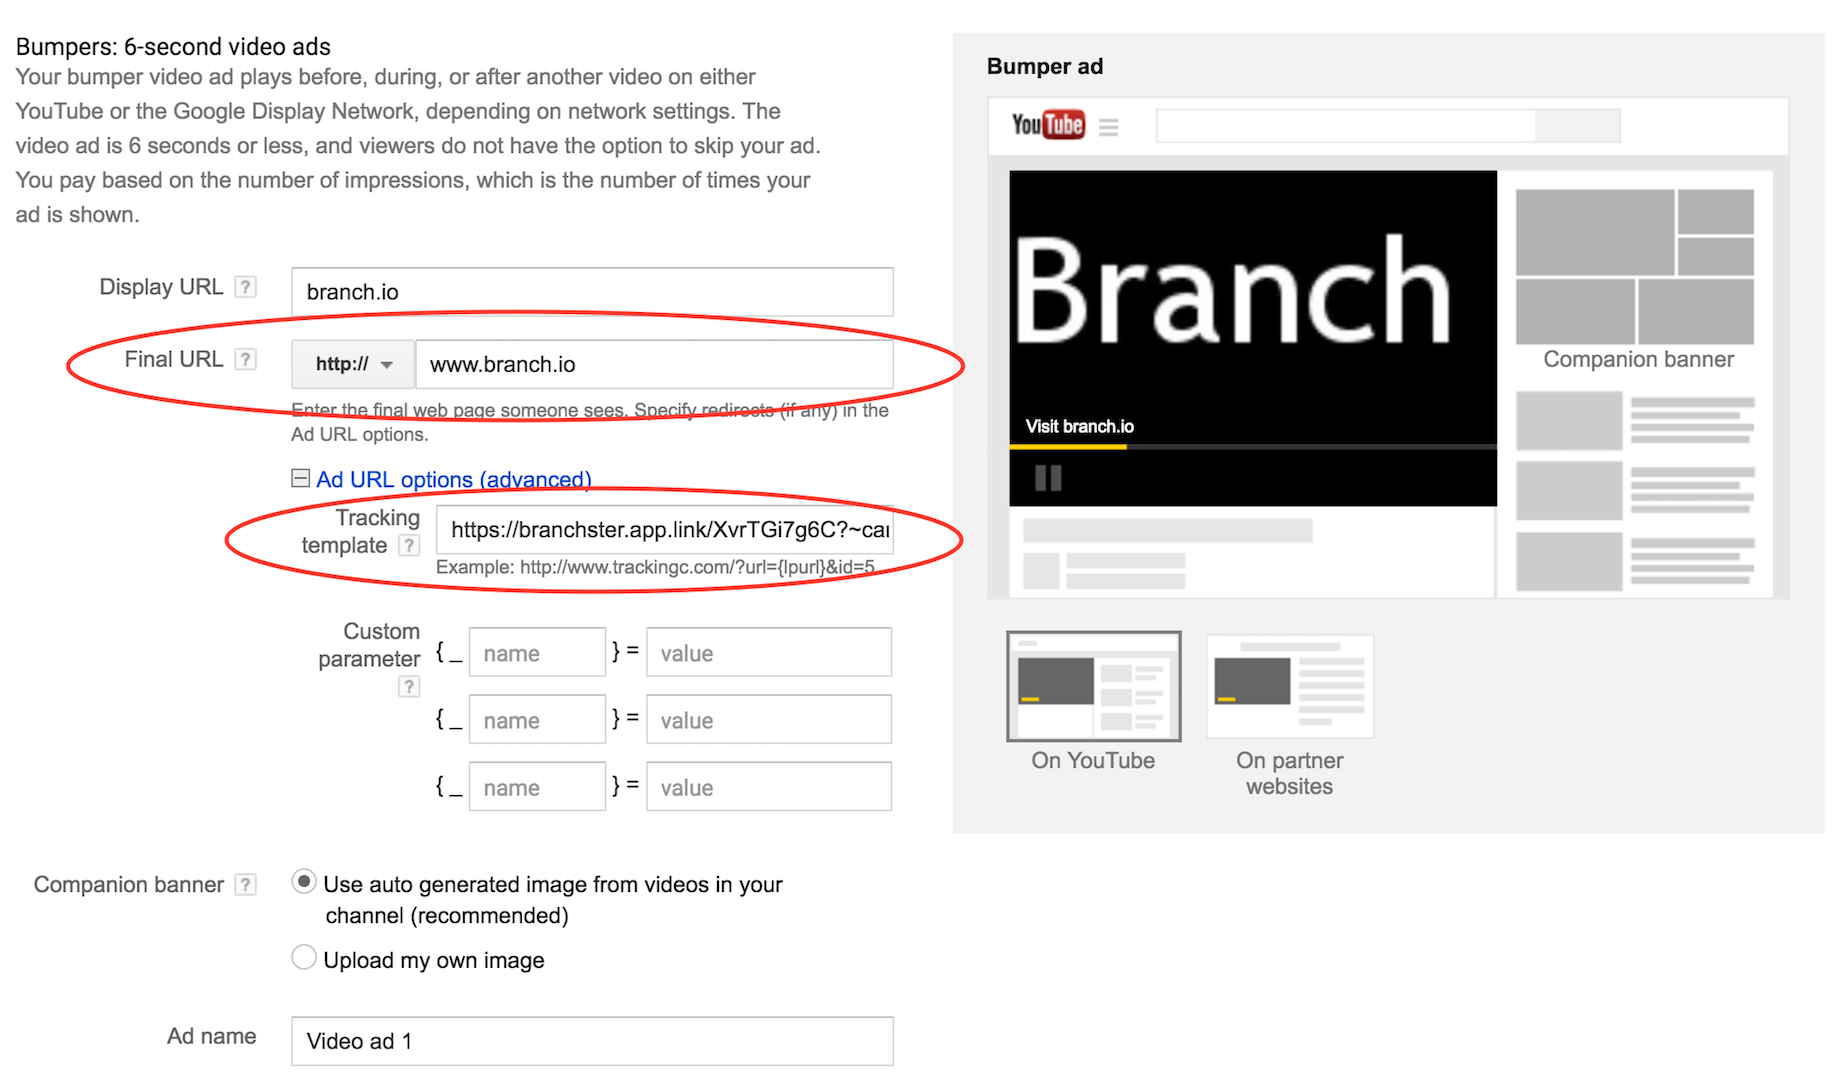 Bumpers: 6-second video ads
Your bumper video ad plays before, during, or after another video on either
YouTube or the Google Display Network, depending on network settings. The
video ad is 6 seconds or less, and viewers do not have the option to skip your ad.
You pay based on the number of impressions, which is the number of times your
ad is shown.
Display URL ?
branch.io
Final URL ?
http://
www.branch.io
Enter the final web page someone sees. Specify redirects (if any) in the
Ad URL options.
Ad URL options (advanced)
Tracking
template ?
https://branchster.app.link/XvrTGi7g6C?~ca
Example: http://www.trackingc.com/?url={lpurl}&id=5
Custom
parameter
?
{ _ name } = value
{ _ name } = value
{ _ name } = value
Companion banner ?
Use auto generated image from videos in your
channel (recommended)
Upload my own image
Ad name
Video ad 1
Bumper ad
YouTube
Branch
Visit branch.io
Companion banner
On YouTube
On partner
websites